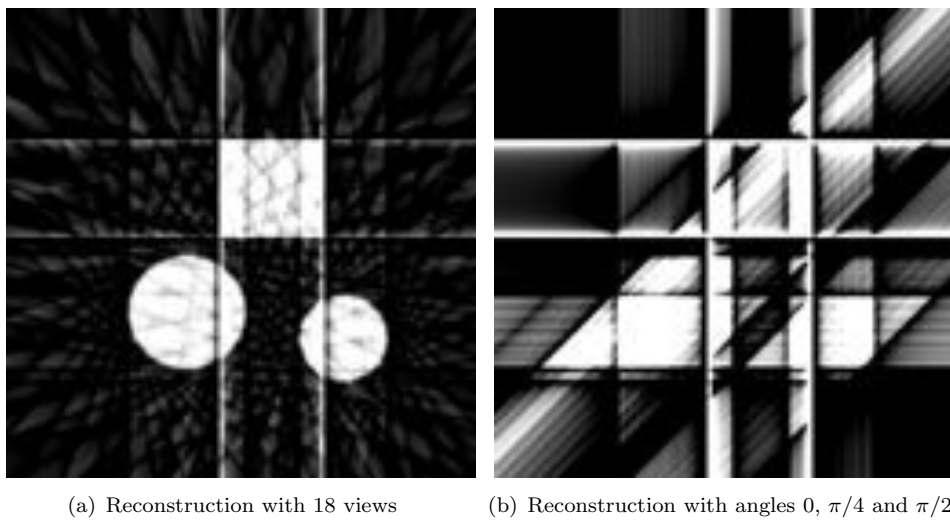 (a) Reconstruction with 18 views
(b) Reconstruction with angles 0, π/4 and π/2